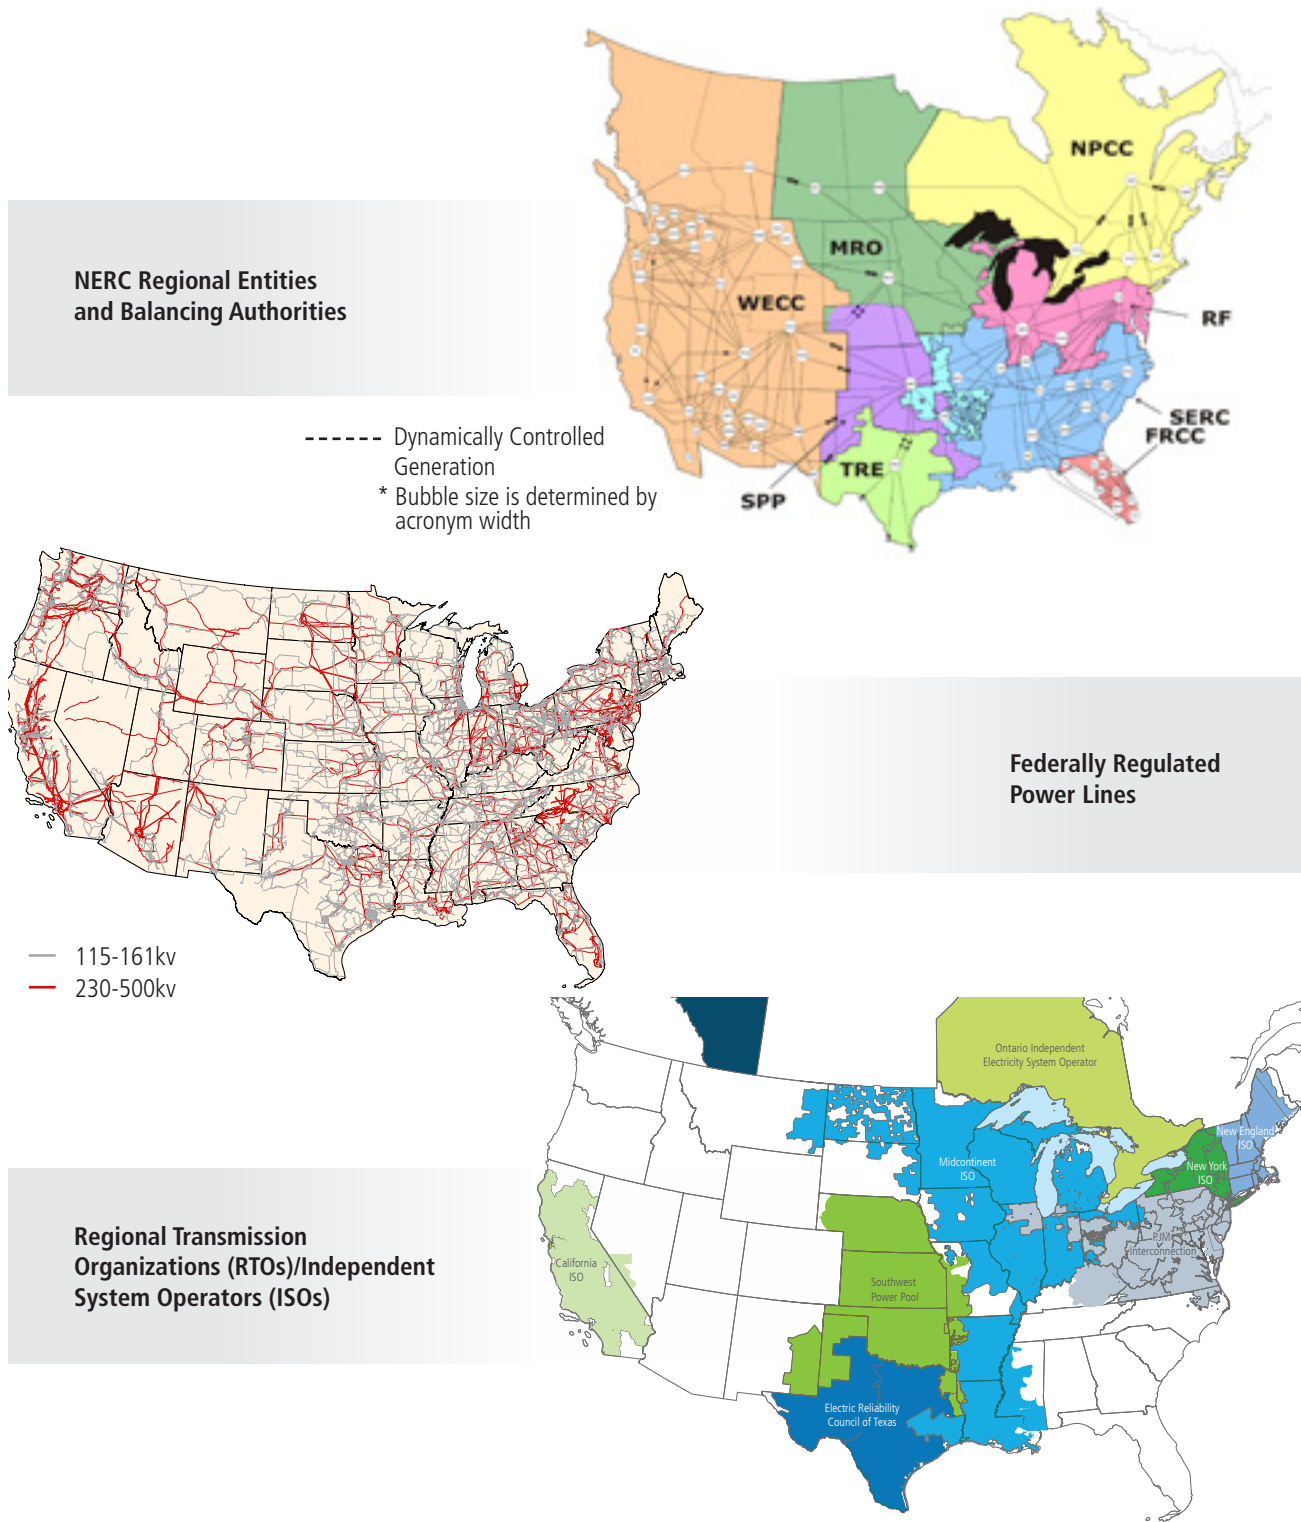 NPCC
MRO
WECC
RF
SERC
FRCC
TRE
SPP
NERC Regional Entities
and Balancing Authorities
Dynamically Controlled
Generation
* Bubble size is determined by
acronym width
Federally Regulated
Power Lines
115-161kv
230-500kv
Regional Transmission
Organizations (RTOs)/Independent
System Operators (ISOs)
Ontario Independent
Electricity System Operator
New England
ISO
Midcontinent
ISO
New York
ISO
PJM
Interconnection
California
ISO
Southwest
Power Pool
Electric Reliability
Council of Texas